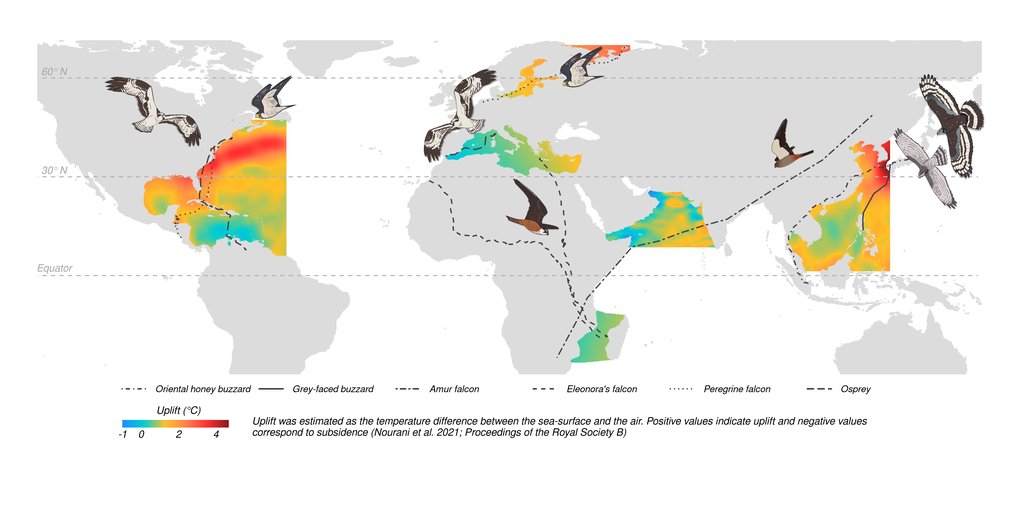 60° N
30° N
Equator
Oriental honey buzzard Grey-faced buzzard Amur falcon Eleonora's falcon Peregrine falcon Osprey
Uplift (°C)
-1 0 2 4
Uplift was estimated as the temperature difference between the sea-surface and the air. Positive values indicate uplift and negative values
correspond to subsidence (Nourani et al. 2021; Proceedings of the Royal Society B)